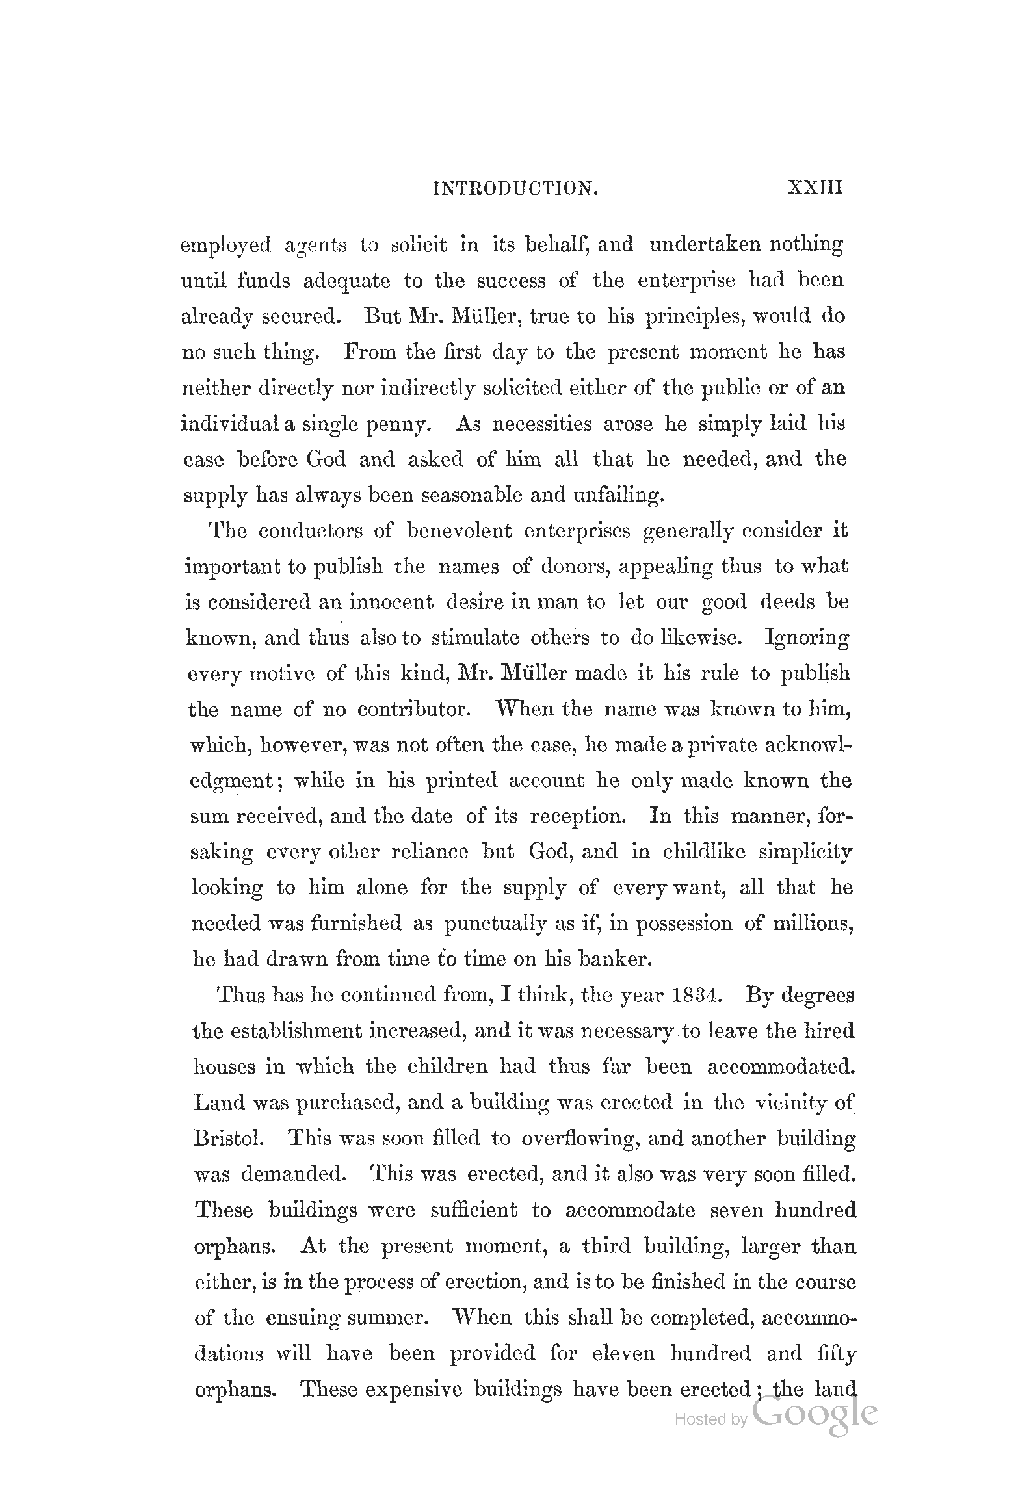 INTRODUCTION. XXIII
employed agents to solicit in its behalf, and undertaken nothing
until funds adequate to the success of the enterprise had been
already secured. But Mr. Müller, true to his principles, would do
no such thing. From the first day to the present moment he has
neither directly nor indirectly solicited either of the public or of an
individual a single penny. As necessities arose he simply laid his
case before God and asked of him all that he needed, and the
supply has always been seasonable and unfailing.
The conductors of benevolent enterprises generally consider it
important to publish the names of donors, appealing thus to what
is considered an innocent desire in man to let our good deeds be
known, and thus also to stimulate others to do likewise. Ignoring
every motive of this kind, Mr. Müller made it his rule to publish
the name of no contributor. When the name was known to him,
which, however, was not often the case, he made a private acknowl-
edgment; while in his printed account he only made known the
sum received, and the date of its reception. In this manner, for-
saking every other reliance but God, and in childlike simplicity
looking to him alone for the supply of every want, all that he
needed was furnished as punctually as if, in possession of millions,
he had drawn from time to time on his banker.
Thus has he continued from, I think, the year 1834. By degrees
the establishment increased, and it was necessary to leave the hired
houses in which the children had thus far been accommodated.
Land was purchased, and a building was erected in the vicinity of
Bristol. This was soon filled to overflowing, and another building
was demanded. This was erected, and it also was very soon filled.
These buildings were sufficient to accommodate seven hundred
orphans. At the present moment, a third building, larger than
either, is in the process of erection, and is to be finished in the course
of the ensuing summer. When this shall be completed, accommo-
dations will have been provided for eleven hundred and fifty
orphans. These expensive buildings have been erected; the land
Hosted by Google